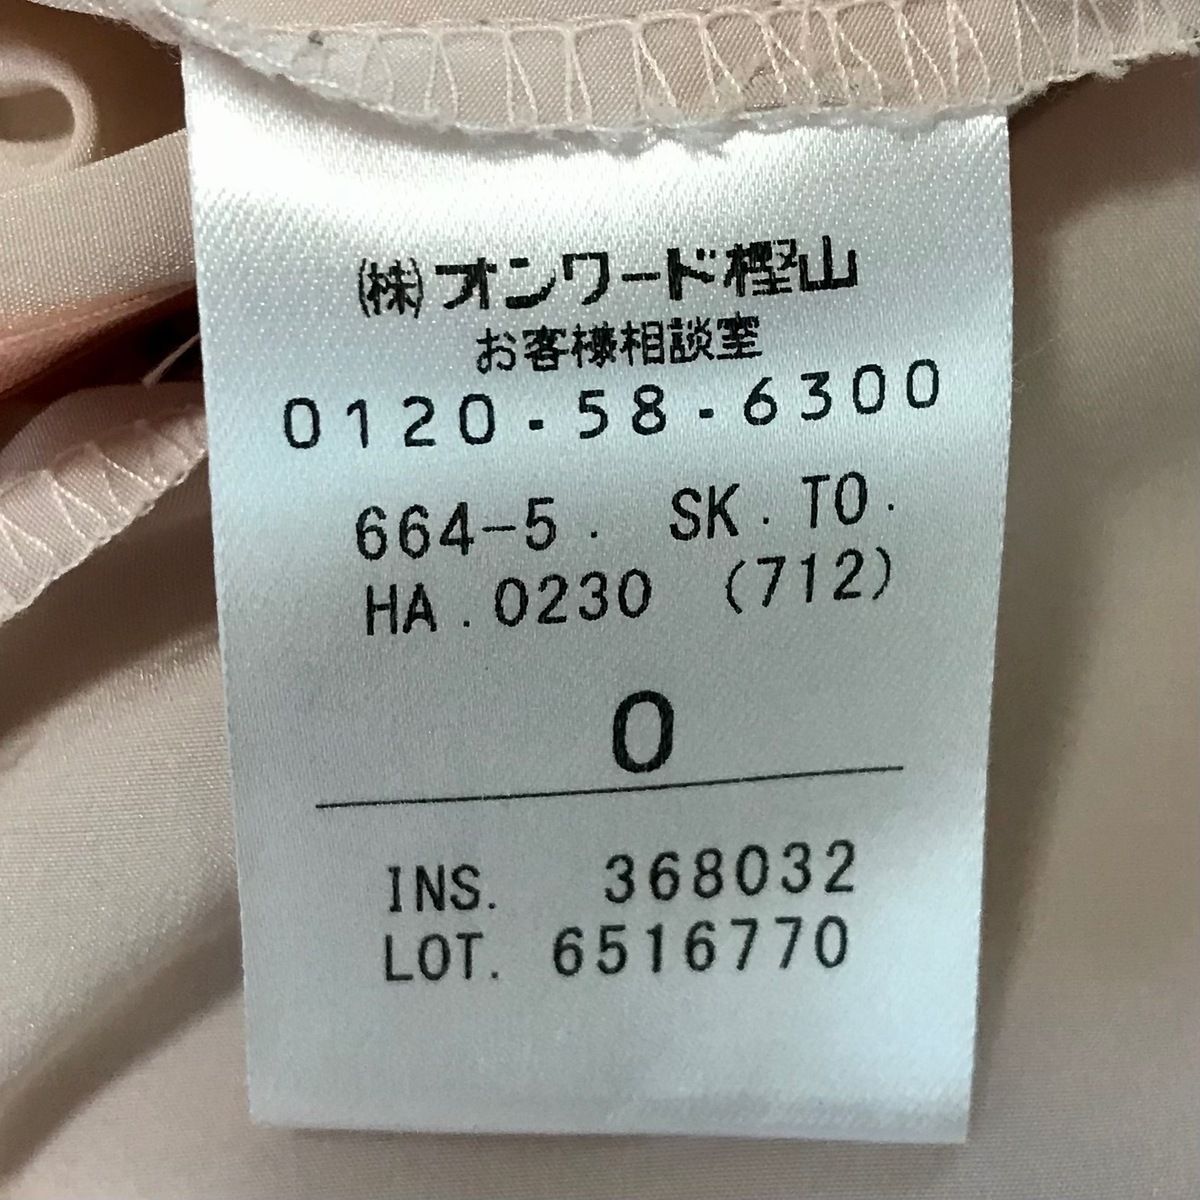 (株)オンワード樫山
お客様相談室
0120-58-6300
664-5. SK. TO.
HA. 0230 (712)
0
INS. 368032
LOT. 6516770